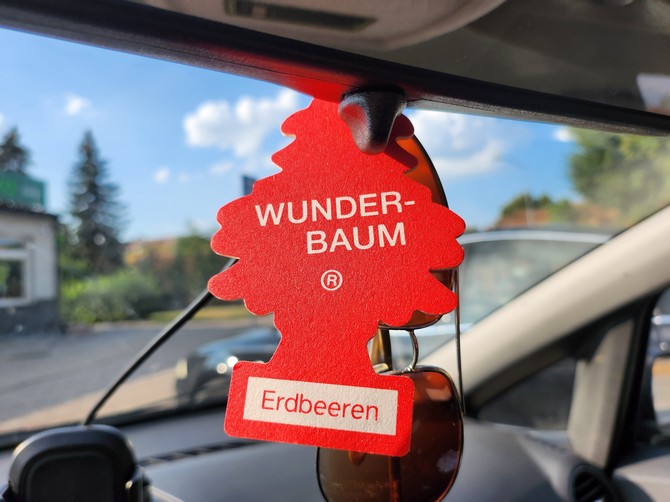 WUNDER-
BAUM
®
Erdbeeren